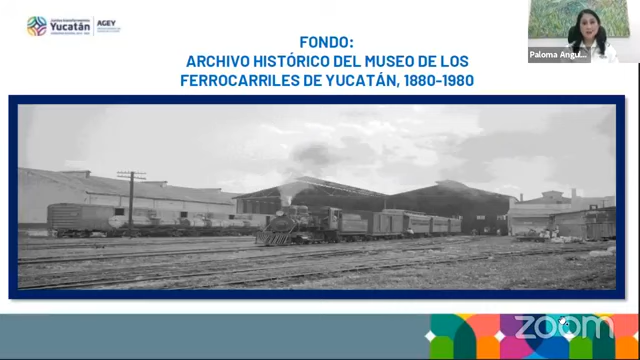 Yucatán
AGEY
FONDO:
ARCHIVO HISTÓRICO DEL MUSEO DE LOS
FERROCARRILES DE YUCATÁN, 1880-1980
Paloma Angu...
zoom